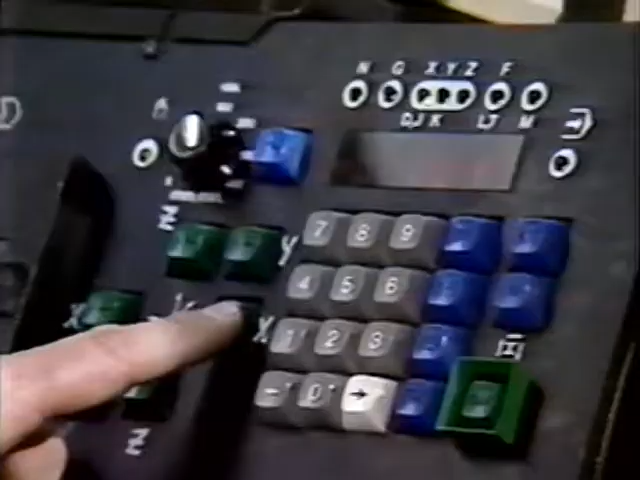 N G X Y Z F
DJ K LT M
Z
Y
7 8 9
4 5 6
X
X
1 2 3
- 0 →
Z